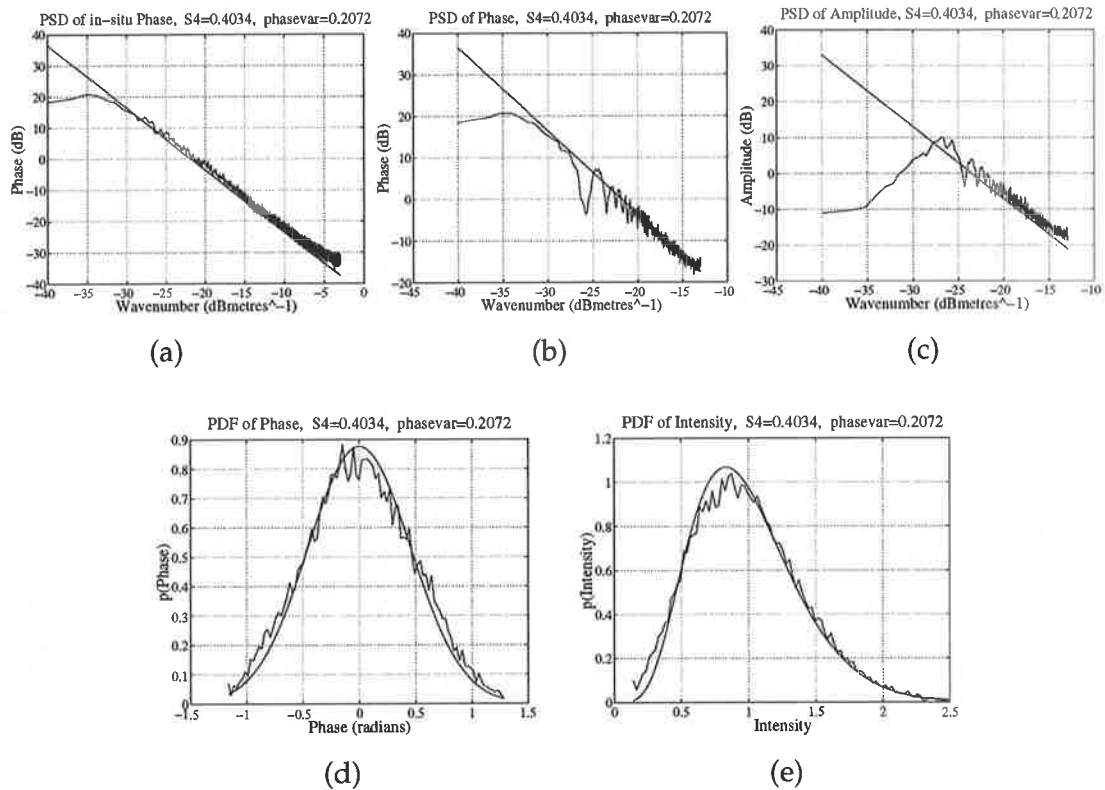 PSD of in-situ Phase, S4=0.4034, phasevar=0.2072
Phase (dB)
40
30
20
10
0
-10
-20
-30
-40
-40 -35 -30 -25 -20 -15 -10 -5 0
Wavenumber (dBmetres^-1)
(a)
PSD of Phase, S4=0.4034, phasevar=0.2072
Phase (dB)
40
30
20
10
0
-10
-20
-45 -40 -35 -30 -25 -20 -15 -10
Wavenumber (dBmetres^-1)
(b)
PSD of Amplitude, S4=0.4034, phasevar=0.2072
Amplitude (dB)
40
30
20
10
0
-10
-20
-30
-45 -40 -35 -30 -25 -20 -15 -10
Wavenumber (dBmetres^-1)
(c)
PDF of Phase, S4=0.4034, phasevar=0.2072
p(Phase)
0.9
0.8
0.7
0.6
0.5
0.4
0.3
0.2
0.1
0
-1.5 -1 -0.5 0 0.5 1 1.5
Phase (radians)
(d)
PDF of Intensity, S4=0.4034, phasevar=0.2072
p(Intensity)
1.2
1
0.8
0.6
0.4
0.2
0
0 0.5 1 1.5 2 2.5
Intensity
(e)